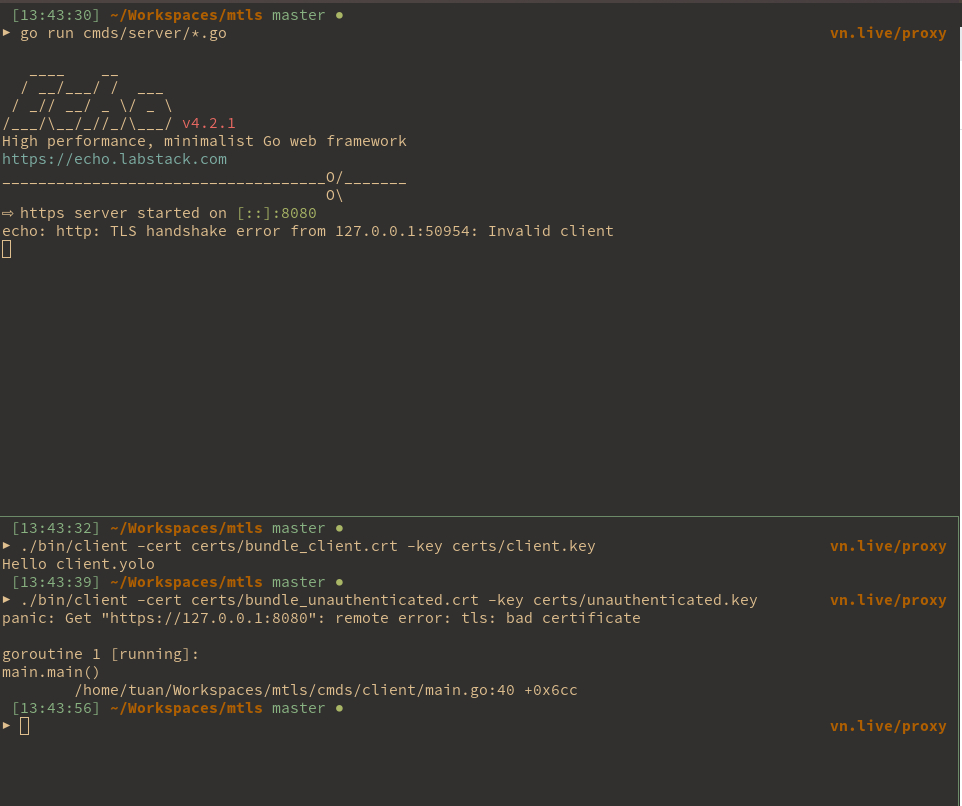 [13:43:30] ~/Workspaces/mtls master ●
▶ go run cmds/server/*.go vn.live/proxy
   ____    __
  / __/___/ /  ___
 / _// __/ _ \/ _ \
/___/\__/_//_/\___/ v4.2.1
High performance, minimalist Go web framework
https://echo.labstack.com
____________________________________O/_______
                                    O\
⇨ https server started on [::]:8080
echo: http: TLS handshake error from 127.0.0.1:50954: Invalid client
[13:43:32] ~/Workspaces/mtls master ●
▶ ./bin/client -cert certs/bundle_client.crt -key certs/client.key vn.live/proxy
Hello client.yolo
[13:43:39] ~/Workspaces/mtls master ●
▶ ./bin/client -cert certs/bundle_unauthenticated.crt -key certs/unauthenticated.key vn.live/proxy
panic: Get "https://127.0.0.1:8080": remote error: tls: bad certificate
goroutine 1 [running]:
main.main()
        /home/tuan/Workspaces/mtls/cmds/client/main.go:40 +0x6cc
[13:43:56] ~/Workspaces/mtls master ●
▶ vn.live/proxy